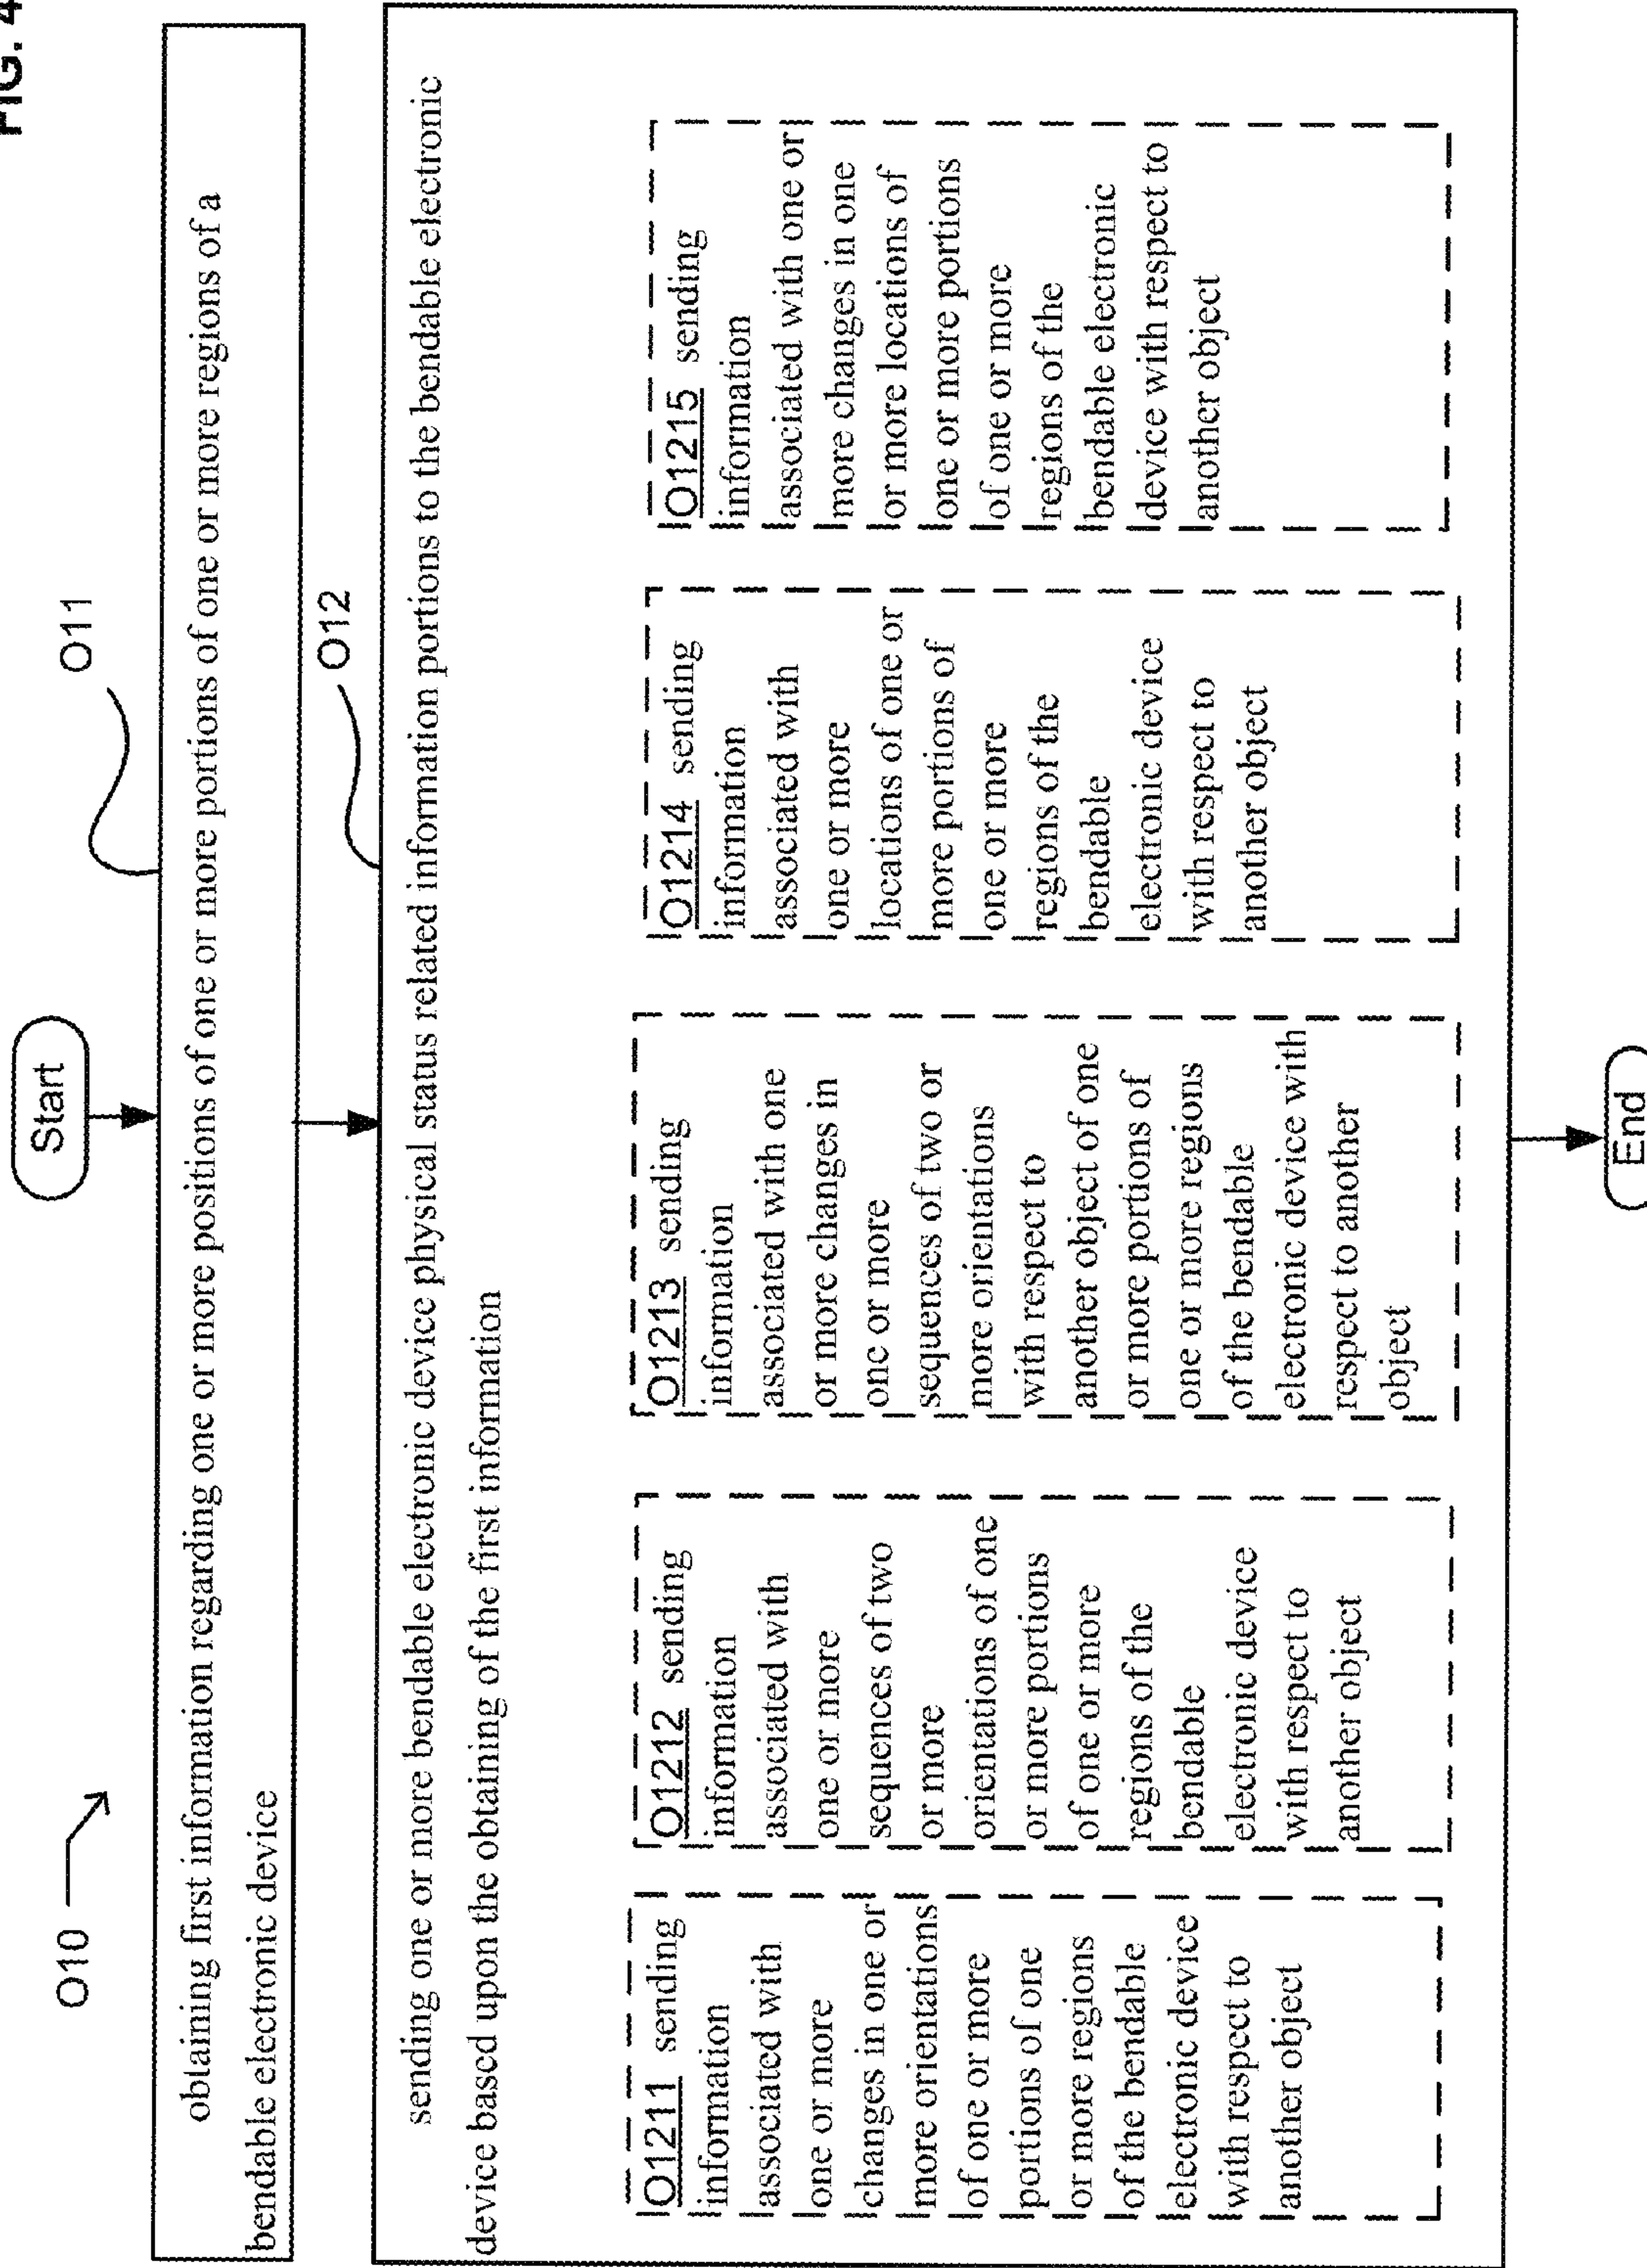 FIG. 4
O10
Start
O11
obtaining first information regarding one or more positions of one or more portions of one or more regions of a
bendable electronic device
O12
sending one or more bendable electronic device physical status related information portions to the bendable electronic
device based upon the obtaining of the first information
O1211 sending
information
associated with
one or more
changes in one or
more orientations
of one or more
portions of one
or more regions
of the bendable
electronic device
with respect to
another object
O1212 sending
information
associated with
one or more
sequences of two
or more
orientations of one
or more portions
of one or more
regions of the
bendable
electronic device
with respect to
another object
O1213 sending
information
associated with one
or more changes in
one or more
sequences of two or
more orientations
with respect to
another object of one
or more portions of
one or more regions
of the bendable
electronic device with
respect to another
object
O1214 sending
information
associated with
one or more
locations of one or
more portions of
one or more
regions of the
bendable
electronic device
with respect to
another object
O1215 sending
information
associated with one or
more changes in one
or more locations of
one or more portions
of one or more
regions of the
bendable electronic
device with respect to
another object
End